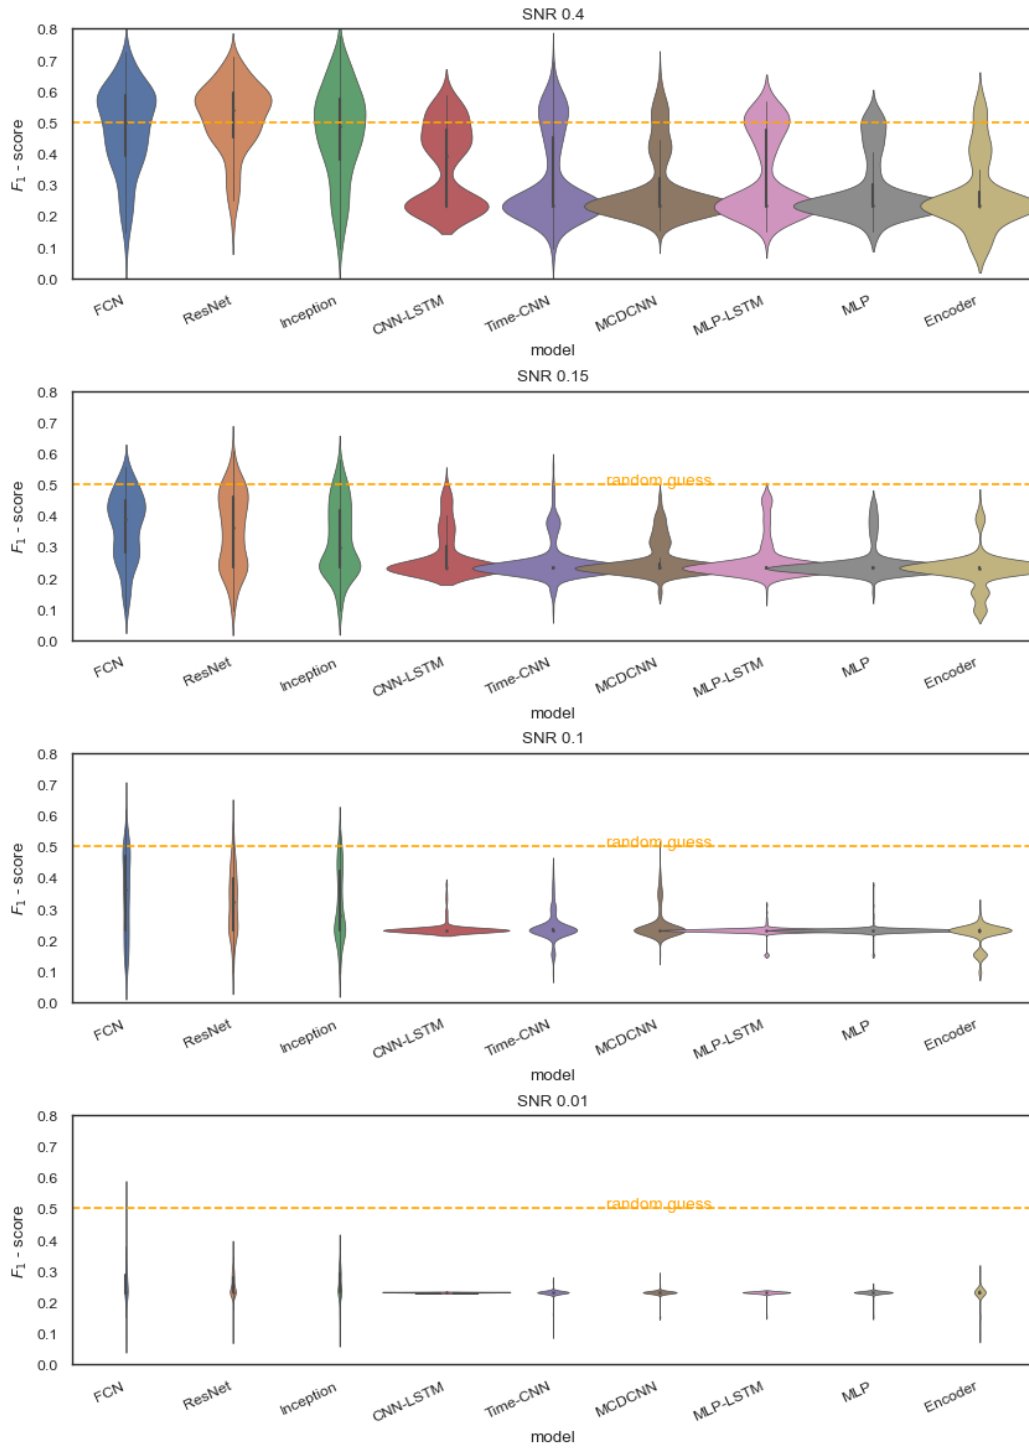 SNR 0.4
0.8
0.7
0.6
0.5
0.4
0.3
0.2
0.1
0.0
F1 - score
FCN
ResNet
Inception
CNN-LSTM
Time-CNN
MCDCNN
MLP-LSTM
MLP
Encoder
model
SNR 0.15
0.8
0.7
0.6
0.5
0.4
0.3
0.2
0.1
0.0
F1 - score
random guess
FCN
ResNet
Inception
CNN-LSTM
Time-CNN
MCDCNN
MLP-LSTM
MLP
Encoder
model
SNR 0.1
0.8
0.7
0.6
0.5
0.4
0.3
0.2
0.1
0.0
F1 - score
random guess
FCN
ResNet
Inception
CNN-LSTM
Time-CNN
MCDCNN
MLP-LSTM
MLP
Encoder
model
SNR 0.01
0.8
0.7
0.6
0.5
0.4
0.3
0.2
0.1
0.0
F1 - score
random guess
FCN
ResNet
Inception
CNN-LSTM
Time-CNN
MCDCNN
MLP-LSTM
MLP
Encoder
model